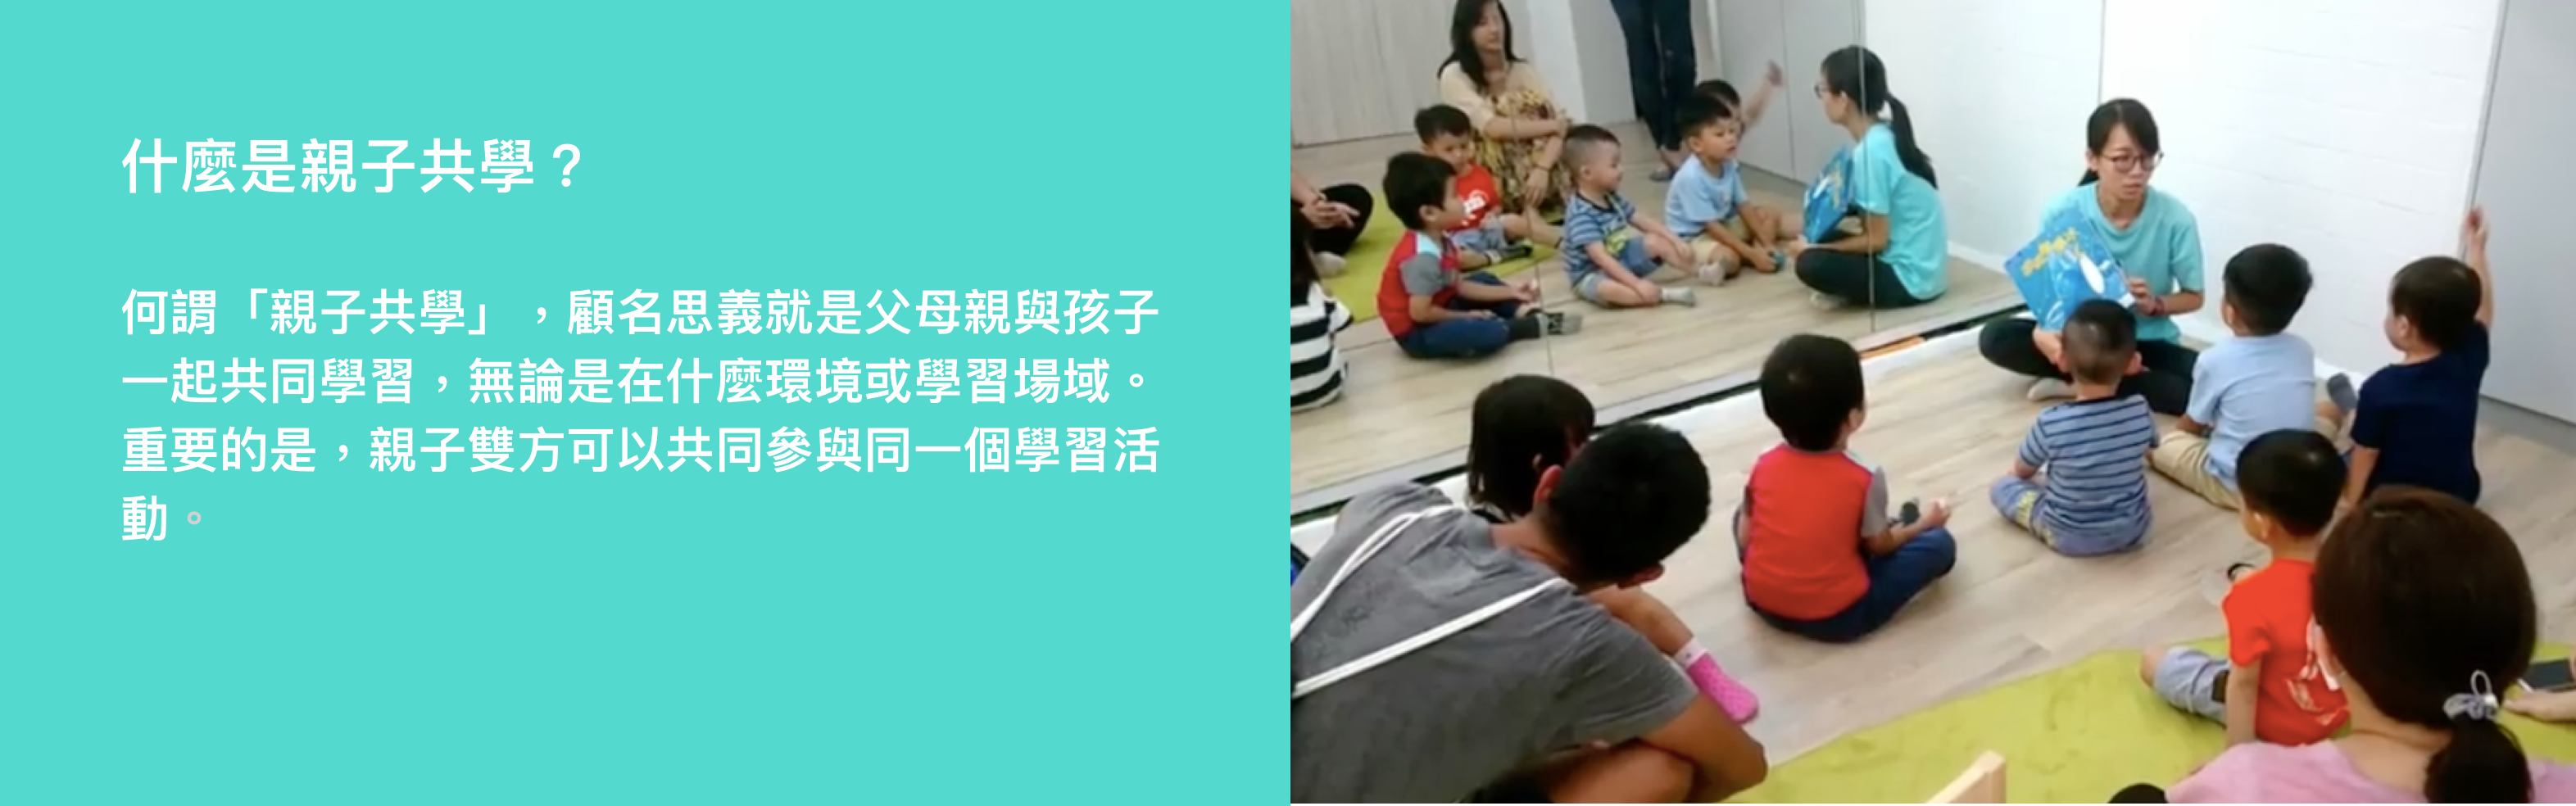 什麼是親子共學？
何謂「親子共學」，顧名思義就是父母親與孩子
一起共同學習，無論是在什麼環境或學習場域。
重要的是，親子雙方可以共同參與同一個學習活
動。